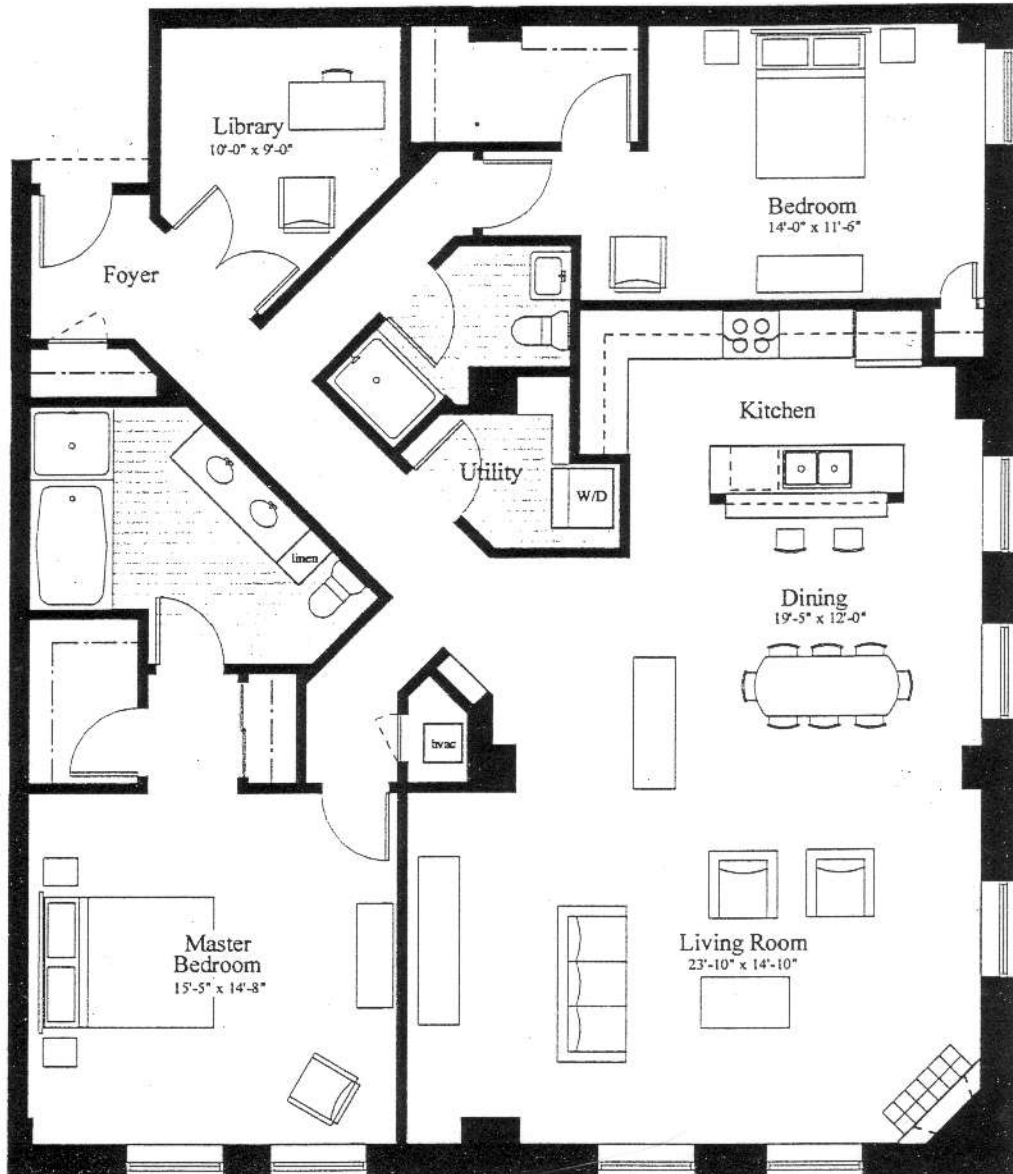 Library
10'-0" x 9'-0"
Bedroom
14'-0" x 11'-6"
Foyer
Kitchen
Utility
W/D
linen
Dining
19'-5" x 12'-0"
hvac
Master
Bedroom
15'-5" x 14'-8"
Living Room
23'-10" x 14'-10"